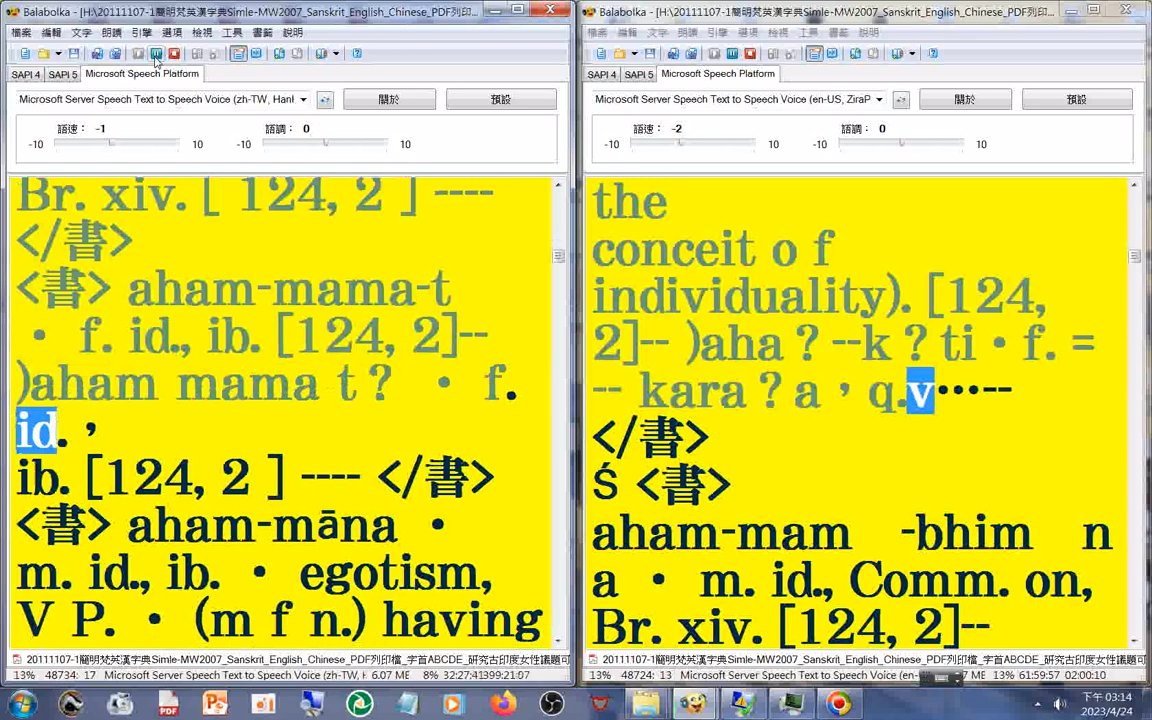 Balabolka - [H:\20111107-1簡明梵英漢字典Simle-MW2007_Sanskrit_English_Chinese_PDF列印...
檔案 編輯 文字 朗讀 引擎 選項 檢視 工具 書籤 說明
SAPI 4 SAPI 5 Microsoft Speech Platform
Microsoft Server Speech Text to Speech Voice (zh-TW, Han
關於 預設
語速： -1 語調： 0
-10 10 -10 10
Br. xiv. [ 124, 2 ] ----
</書>
<書> aham-mama-t
• f. id., ib. [124, 2]--
)aham mama t ? • f.
id. ，
ib. [124, 2 ] ---- </書>
<書> aham-māna •
m. id., ib. • egotism,
V P. • (m f n.) having
20111107-1簡明梵英漢字典Simle-MW2007_Sanskrit_English_Chinese_PDF列印檔_字首ABCDE_研究古印度女性議題可
13% 48734: 17 Microsoft Server Speech Text to Speech Voice (zh-TW, H 6.07 ME 8% 32:27:41399:21:07
Balabolka - [H:\20111107-1簡明梵英漢字典Simle-MW2007_Sanskrit_English_Chinese_PDF列印...
檔案 編輯 文字 朗讀 引擎 選項 檢視 工具 書籤 說明
SAPI 4 SAPI 5 Microsoft Speech Platform
Microsoft Server Speech Text to Speech Voice (en-US, ZiraP
關於 預設
語速： -2 語調： 0
-10 10 -10 10
the
conceit o f
individuality). [124,
2]-- )aha ? --k ? ti • f. =
-- kara ? a ，q.v…--
</書>
Ś <書>
aham-mam -bhim n
a • m. id., Comm. on,
Br. xiv. [124, 2]--
20111107-1簡明梵英漢字典Simle-MW2007_Sanskrit_English_Chinese_PDF列印檔_字首ABCDE_研究古印度女性議題可
13% 48724: 13 Microsoft Server Speech Text to Speech Voice (en-US ME 13% 61:59:57 02:00:10
下午 03:14
2023/4/24